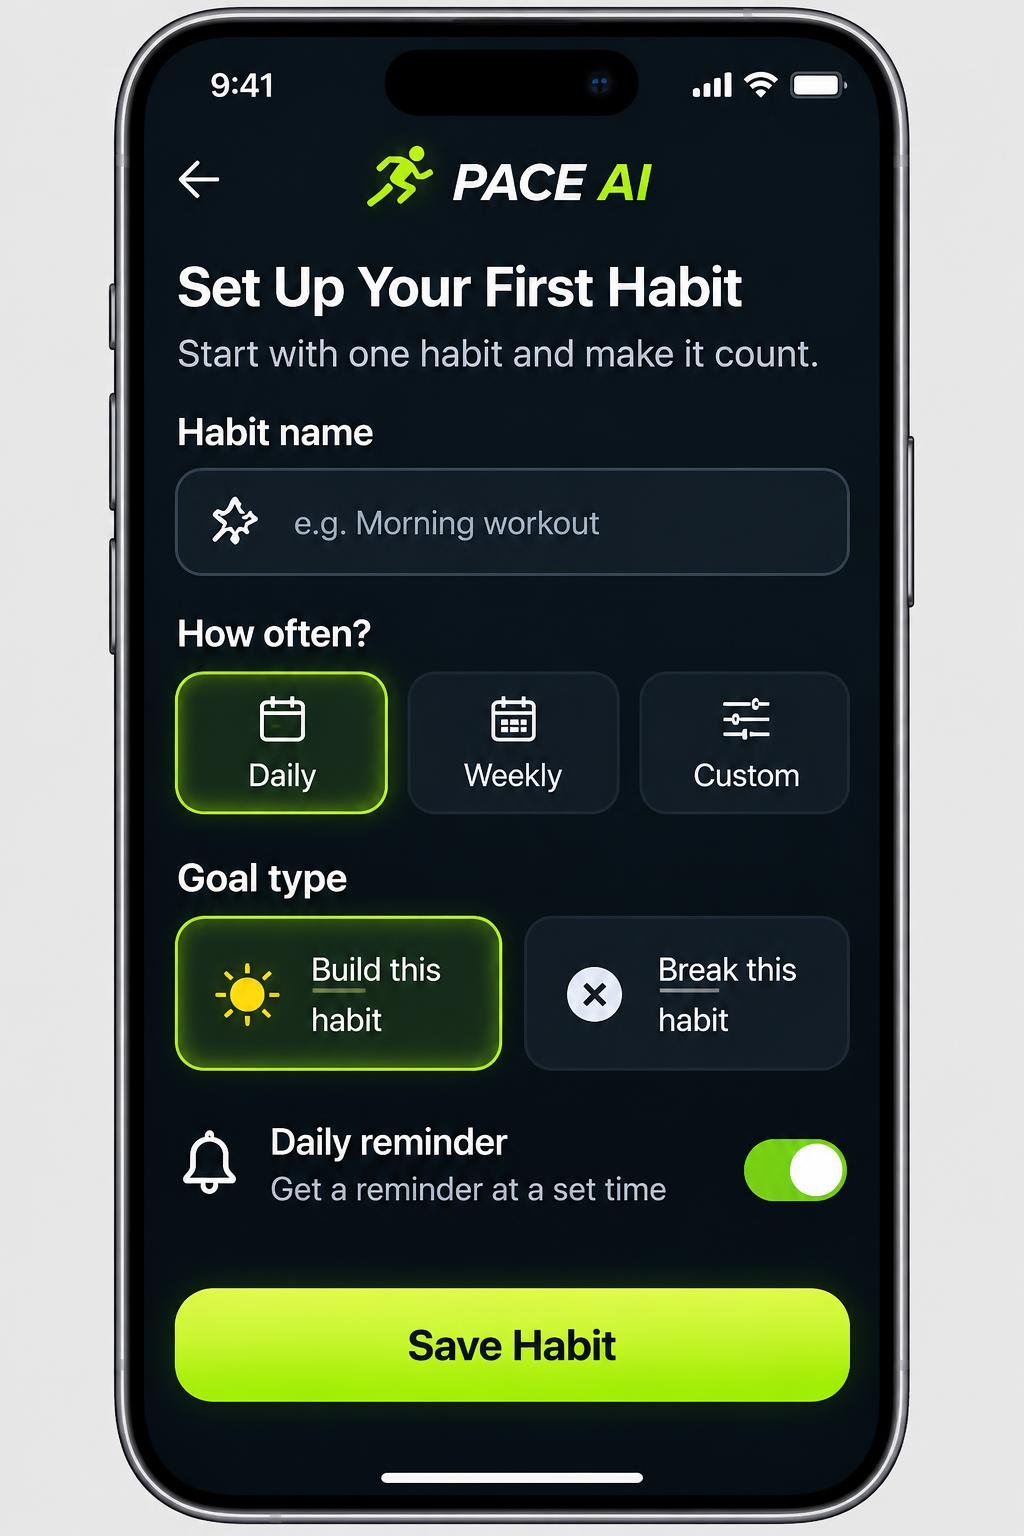 9:41
PACE AI
Set Up Your First Habit
Start with one habit and make it count.
Habit name
e.g. Morning workout
How often?
Daily
Weekly
Custom
Goal type
Build this
habit
Break this
habit
Daily reminder
Get a reminder at a set time
Save Habit